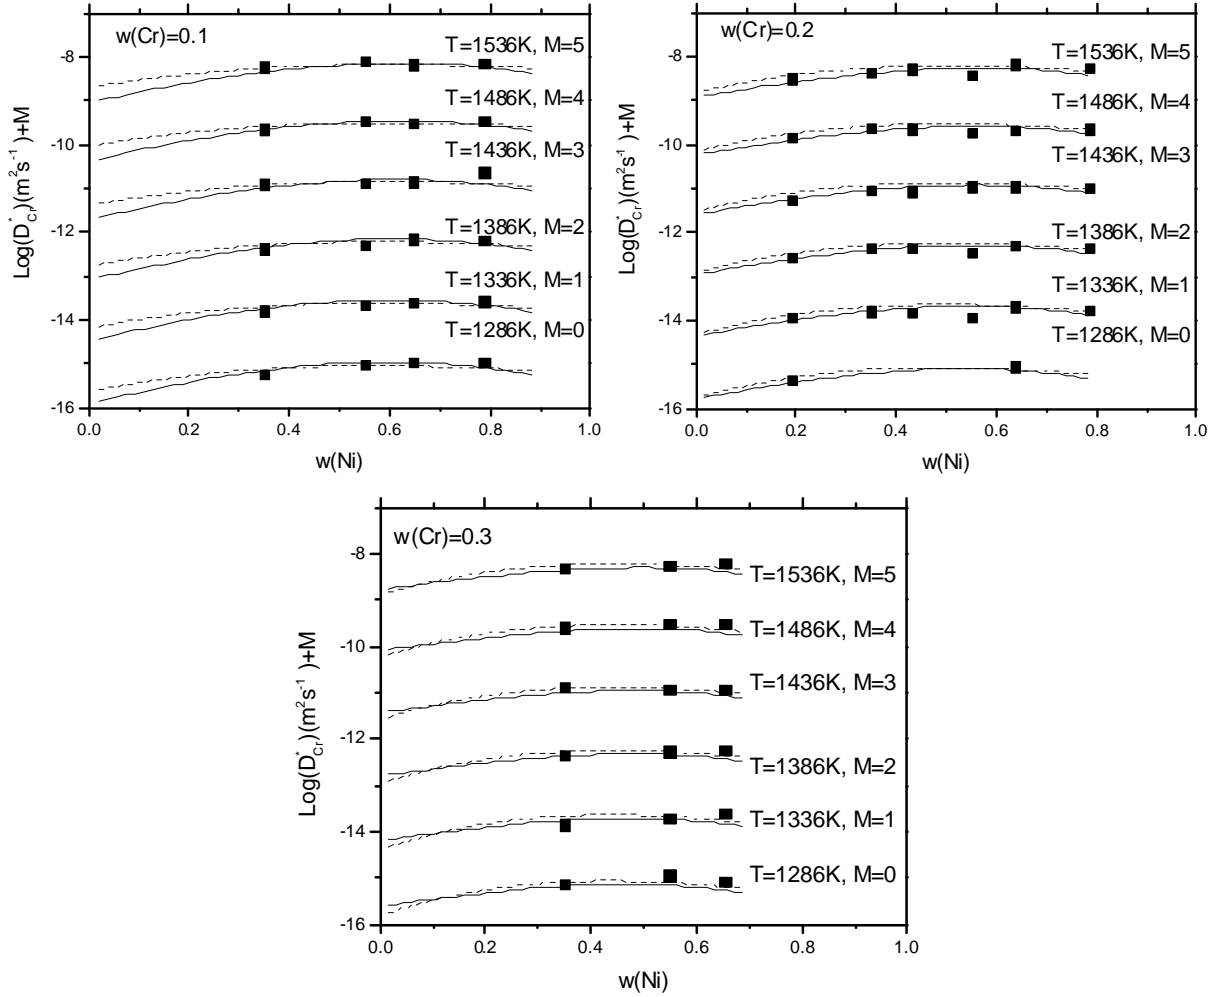 w(Cr)=0.1
T=1536K, M=5
T=1486K, M=4
T=1436K, M=3
T=1386K, M=2
T=1336K, M=1
T=1286K, M=0
-8
-10
-12
-14
-16
0.0 0.2 0.4 0.6 0.8 1.0
w(Ni)
Log(D*Cr)(m²s⁻¹)+M
w(Cr)=0.2
T=1536K, M=5
T=1486K, M=4
T=1436K, M=3
T=1386K, M=2
T=1336K, M=1
T=1286K, M=0
-8
-10
-12
-14
-16
0.0 0.2 0.4 0.6 0.8 1.0
w(Ni)
Log(D*Cr)(m²s⁻¹)+M
w(Cr)=0.3
T=1536K, M=5
T=1486K, M=4
T=1436K, M=3
T=1386K, M=2
T=1336K, M=1
T=1286K, M=0
-8
-10
-12
-14
-16
0.0 0.2 0.4 0.6 0.8 1.0
w(Ni)
Log(D*Cr)(m²s⁻¹)+M